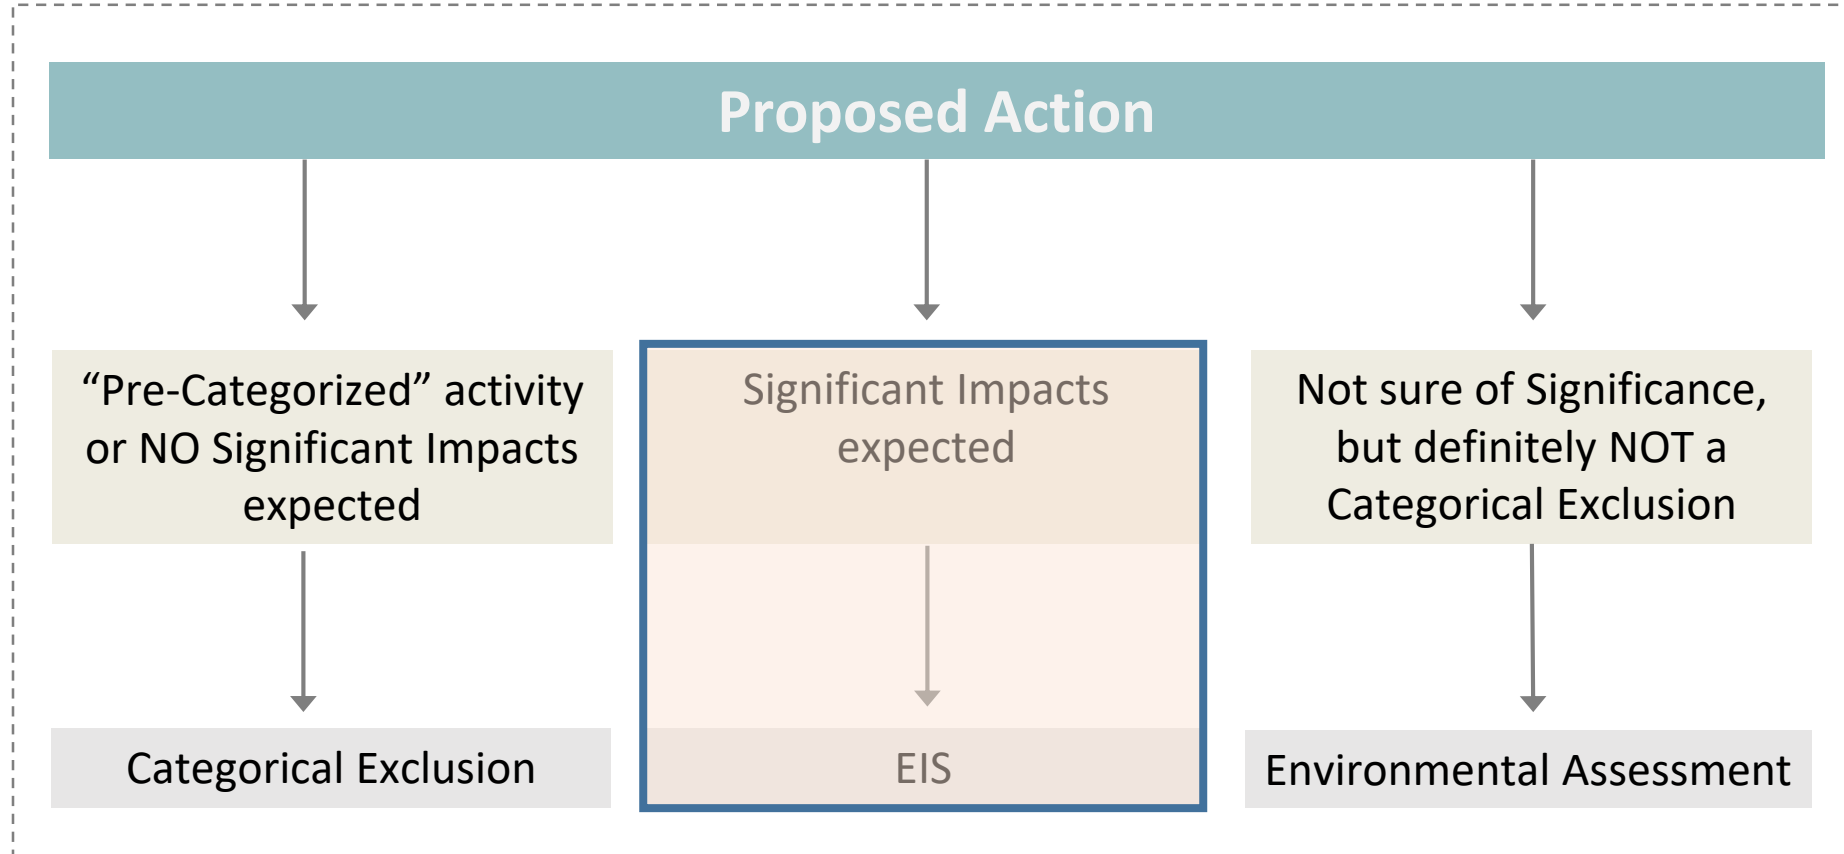 Proposed Action
“Pre-Categorized” activity
or NO Significant Impacts
expected
Significant Impacts
expected
Not sure of Significance,
but definitely NOT a
Categorical Exclusion
Categorical Exclusion
EIS
Environmental Assessment